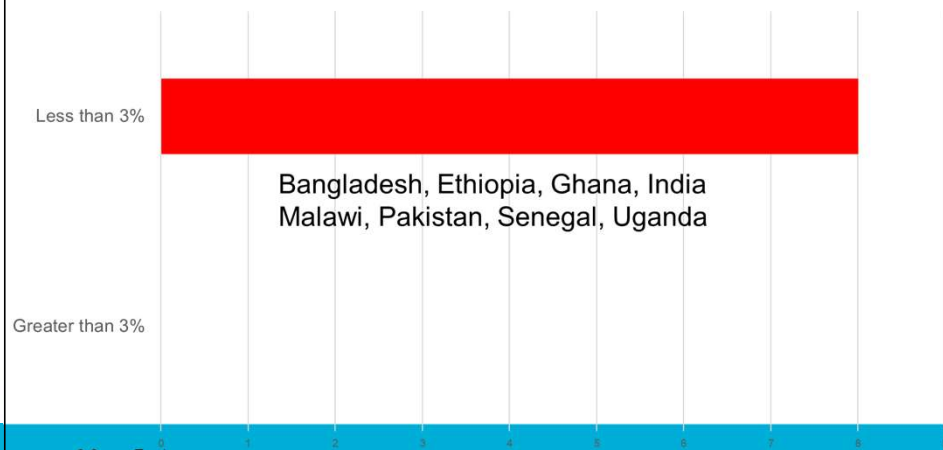 Less than 3%
Bangladesh, Ethiopia, Ghana, India
Malawi, Pakistan, Senegal, Uganda
Greater than 3%
0 1 2 3 4 5 6 7 8